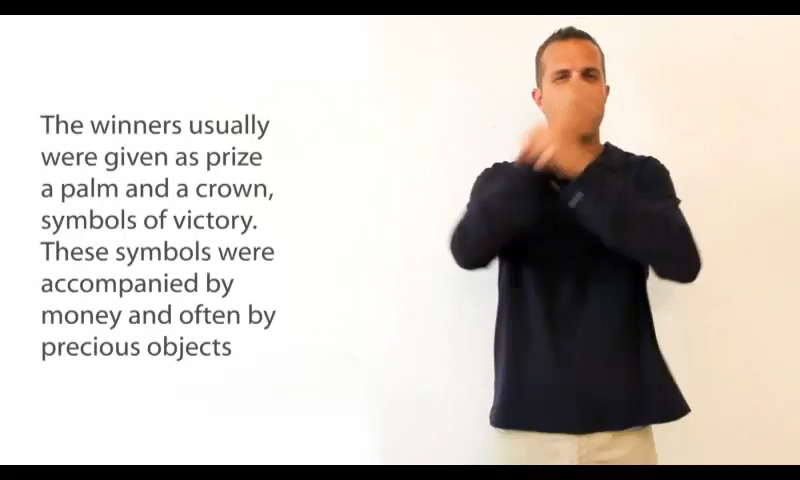 The winners usually
were given as prize
a palm and a crown,
symbols of victory.
These symbols were
accompanied by
money and often by
precious objects